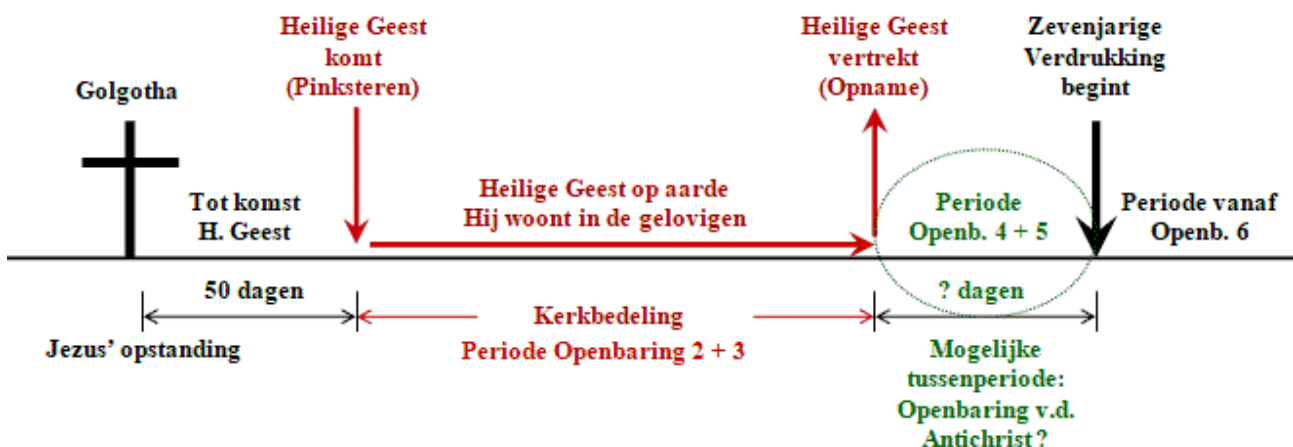 Golgotha
Heilige Geest
komt
(Pinksteren)
Heilige Geest
vertrekt
(Opname)
Zevenjarige
Verdrukking
begint
Tot komst
H. Geest
Heilige Geest op aarde
Hij woont in de gelovigen
Periode
Openb. 4 + 5
Periode vanaf
Openb. 6
50 dagen
Jezus’ opstanding
Kerkbedeling
Periode Openbaring 2 + 3
? dagen
Mogelijke
tussenperiode:
Openbaring v.d.
Antichrist ?